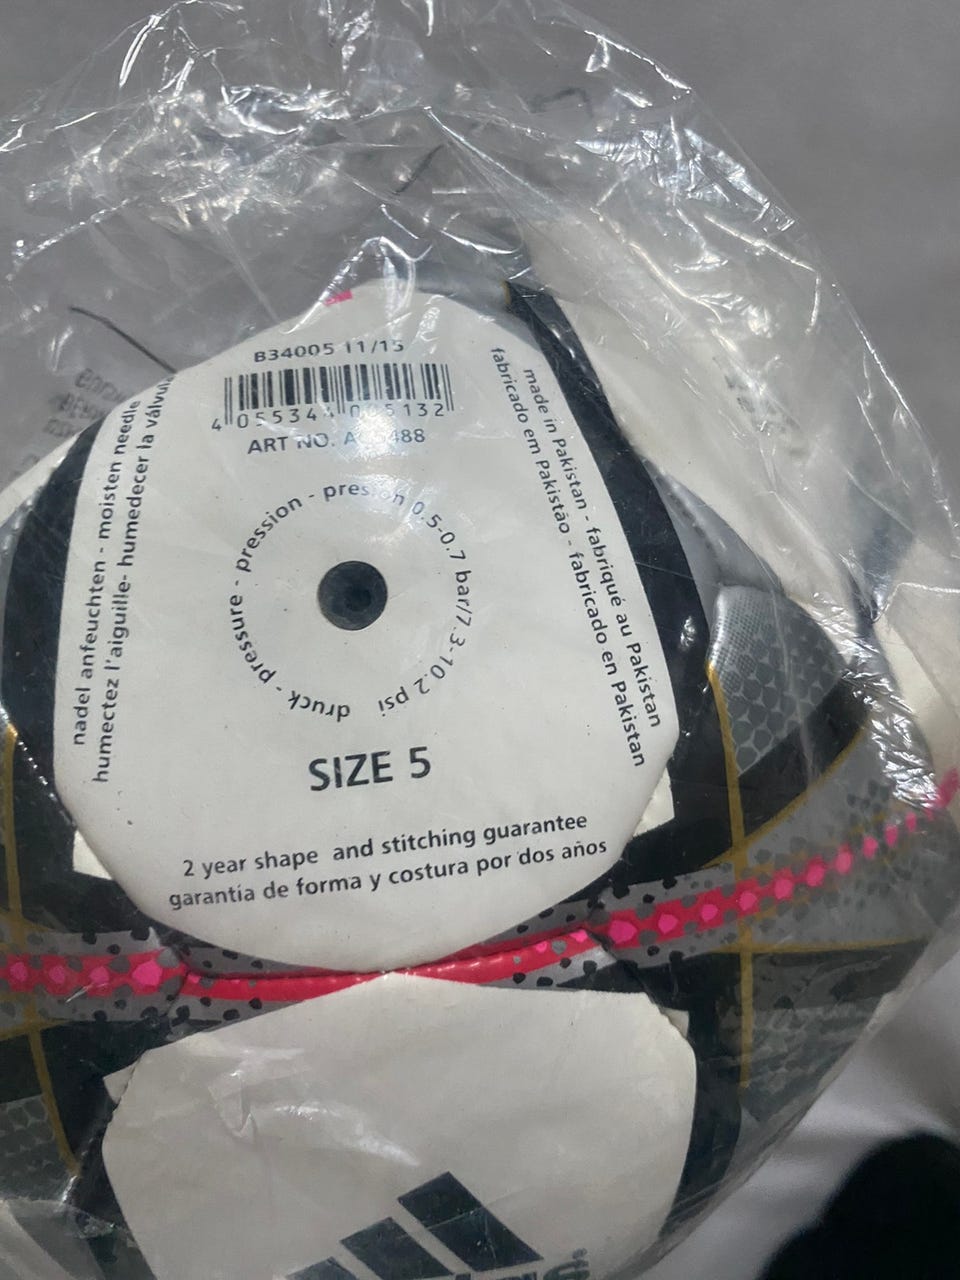 B34005 11/15
ART NO.
nadel anfeuchten - moisten needle
humectez l'aiguille- humedecer la válvula
made in Pakistan - fabriqué au Pakistan
fabricado em Pakistão - fabricado en Pakistan
druck - pressure - pression - pression 0.5-0.7 bar/7.3-10.2 psi
SIZE 5
2 year shape and stitching guarantee
garantía de forma y costura por dos años